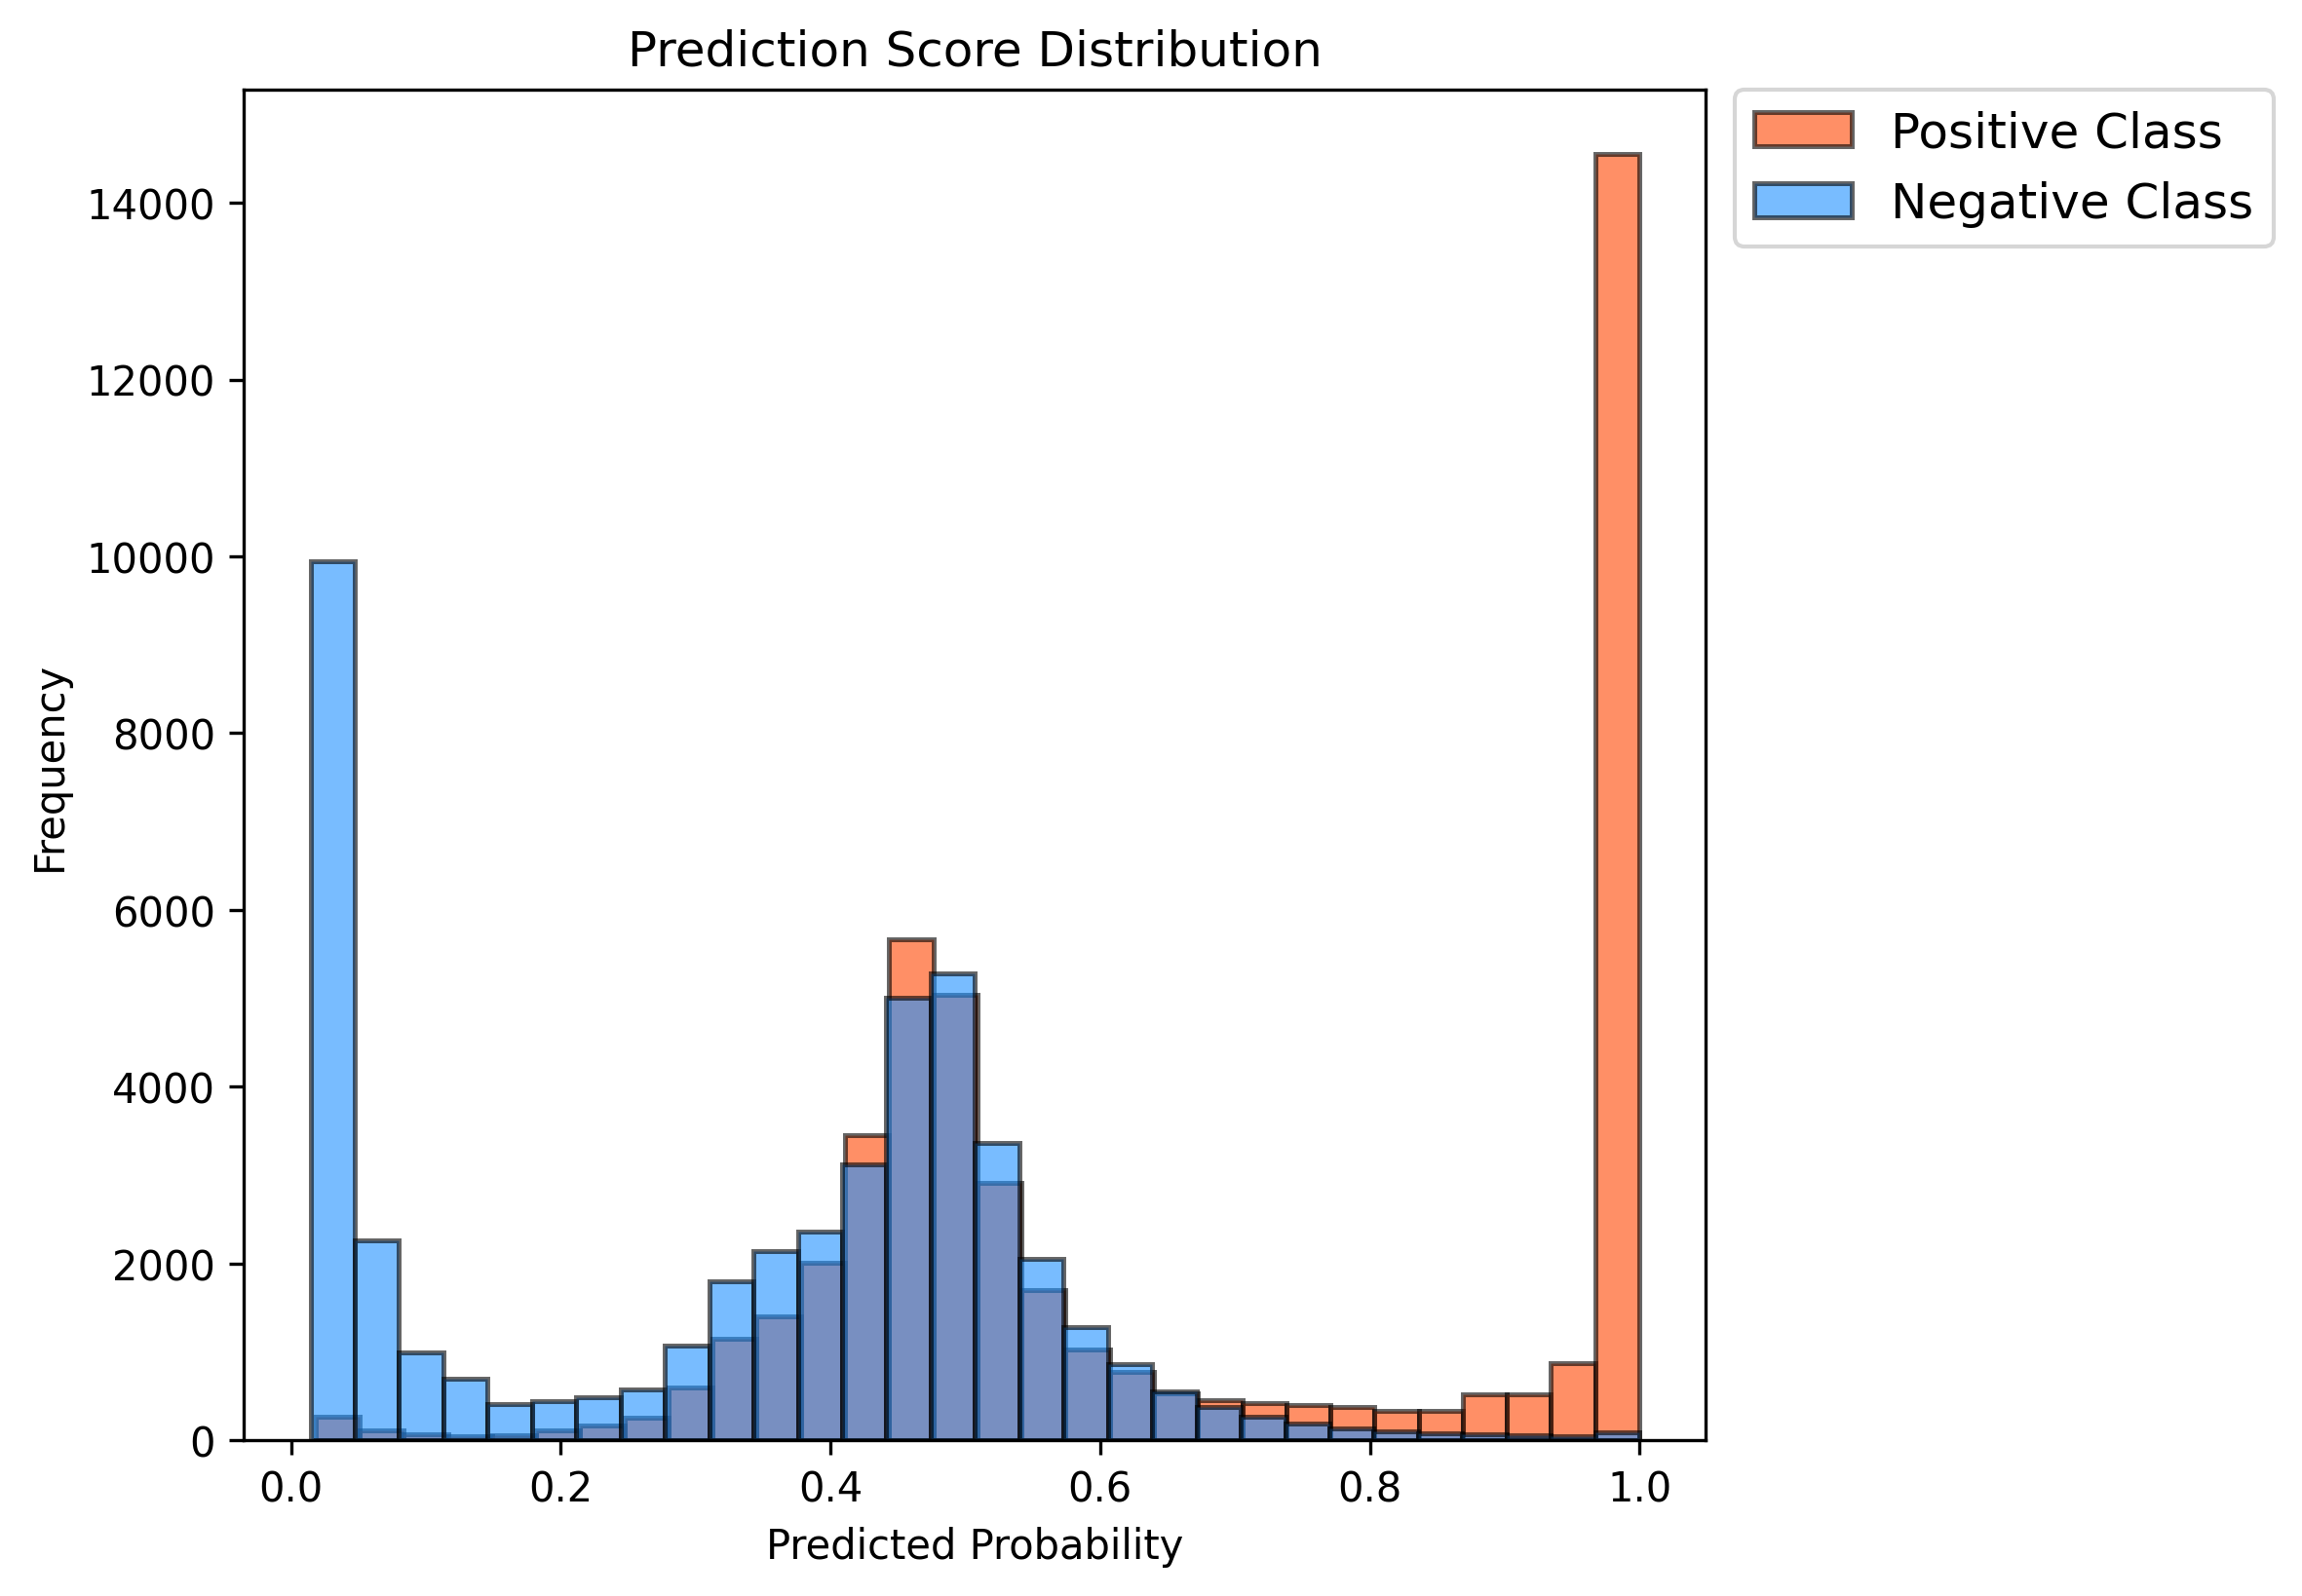 Prediction Score Distribution
Positive Class
Negative Class
Frequency
14000
12000
10000
8000
6000
4000
2000
0
0.0 0.2 0.4 0.6 0.8 1.0
Predicted Probability